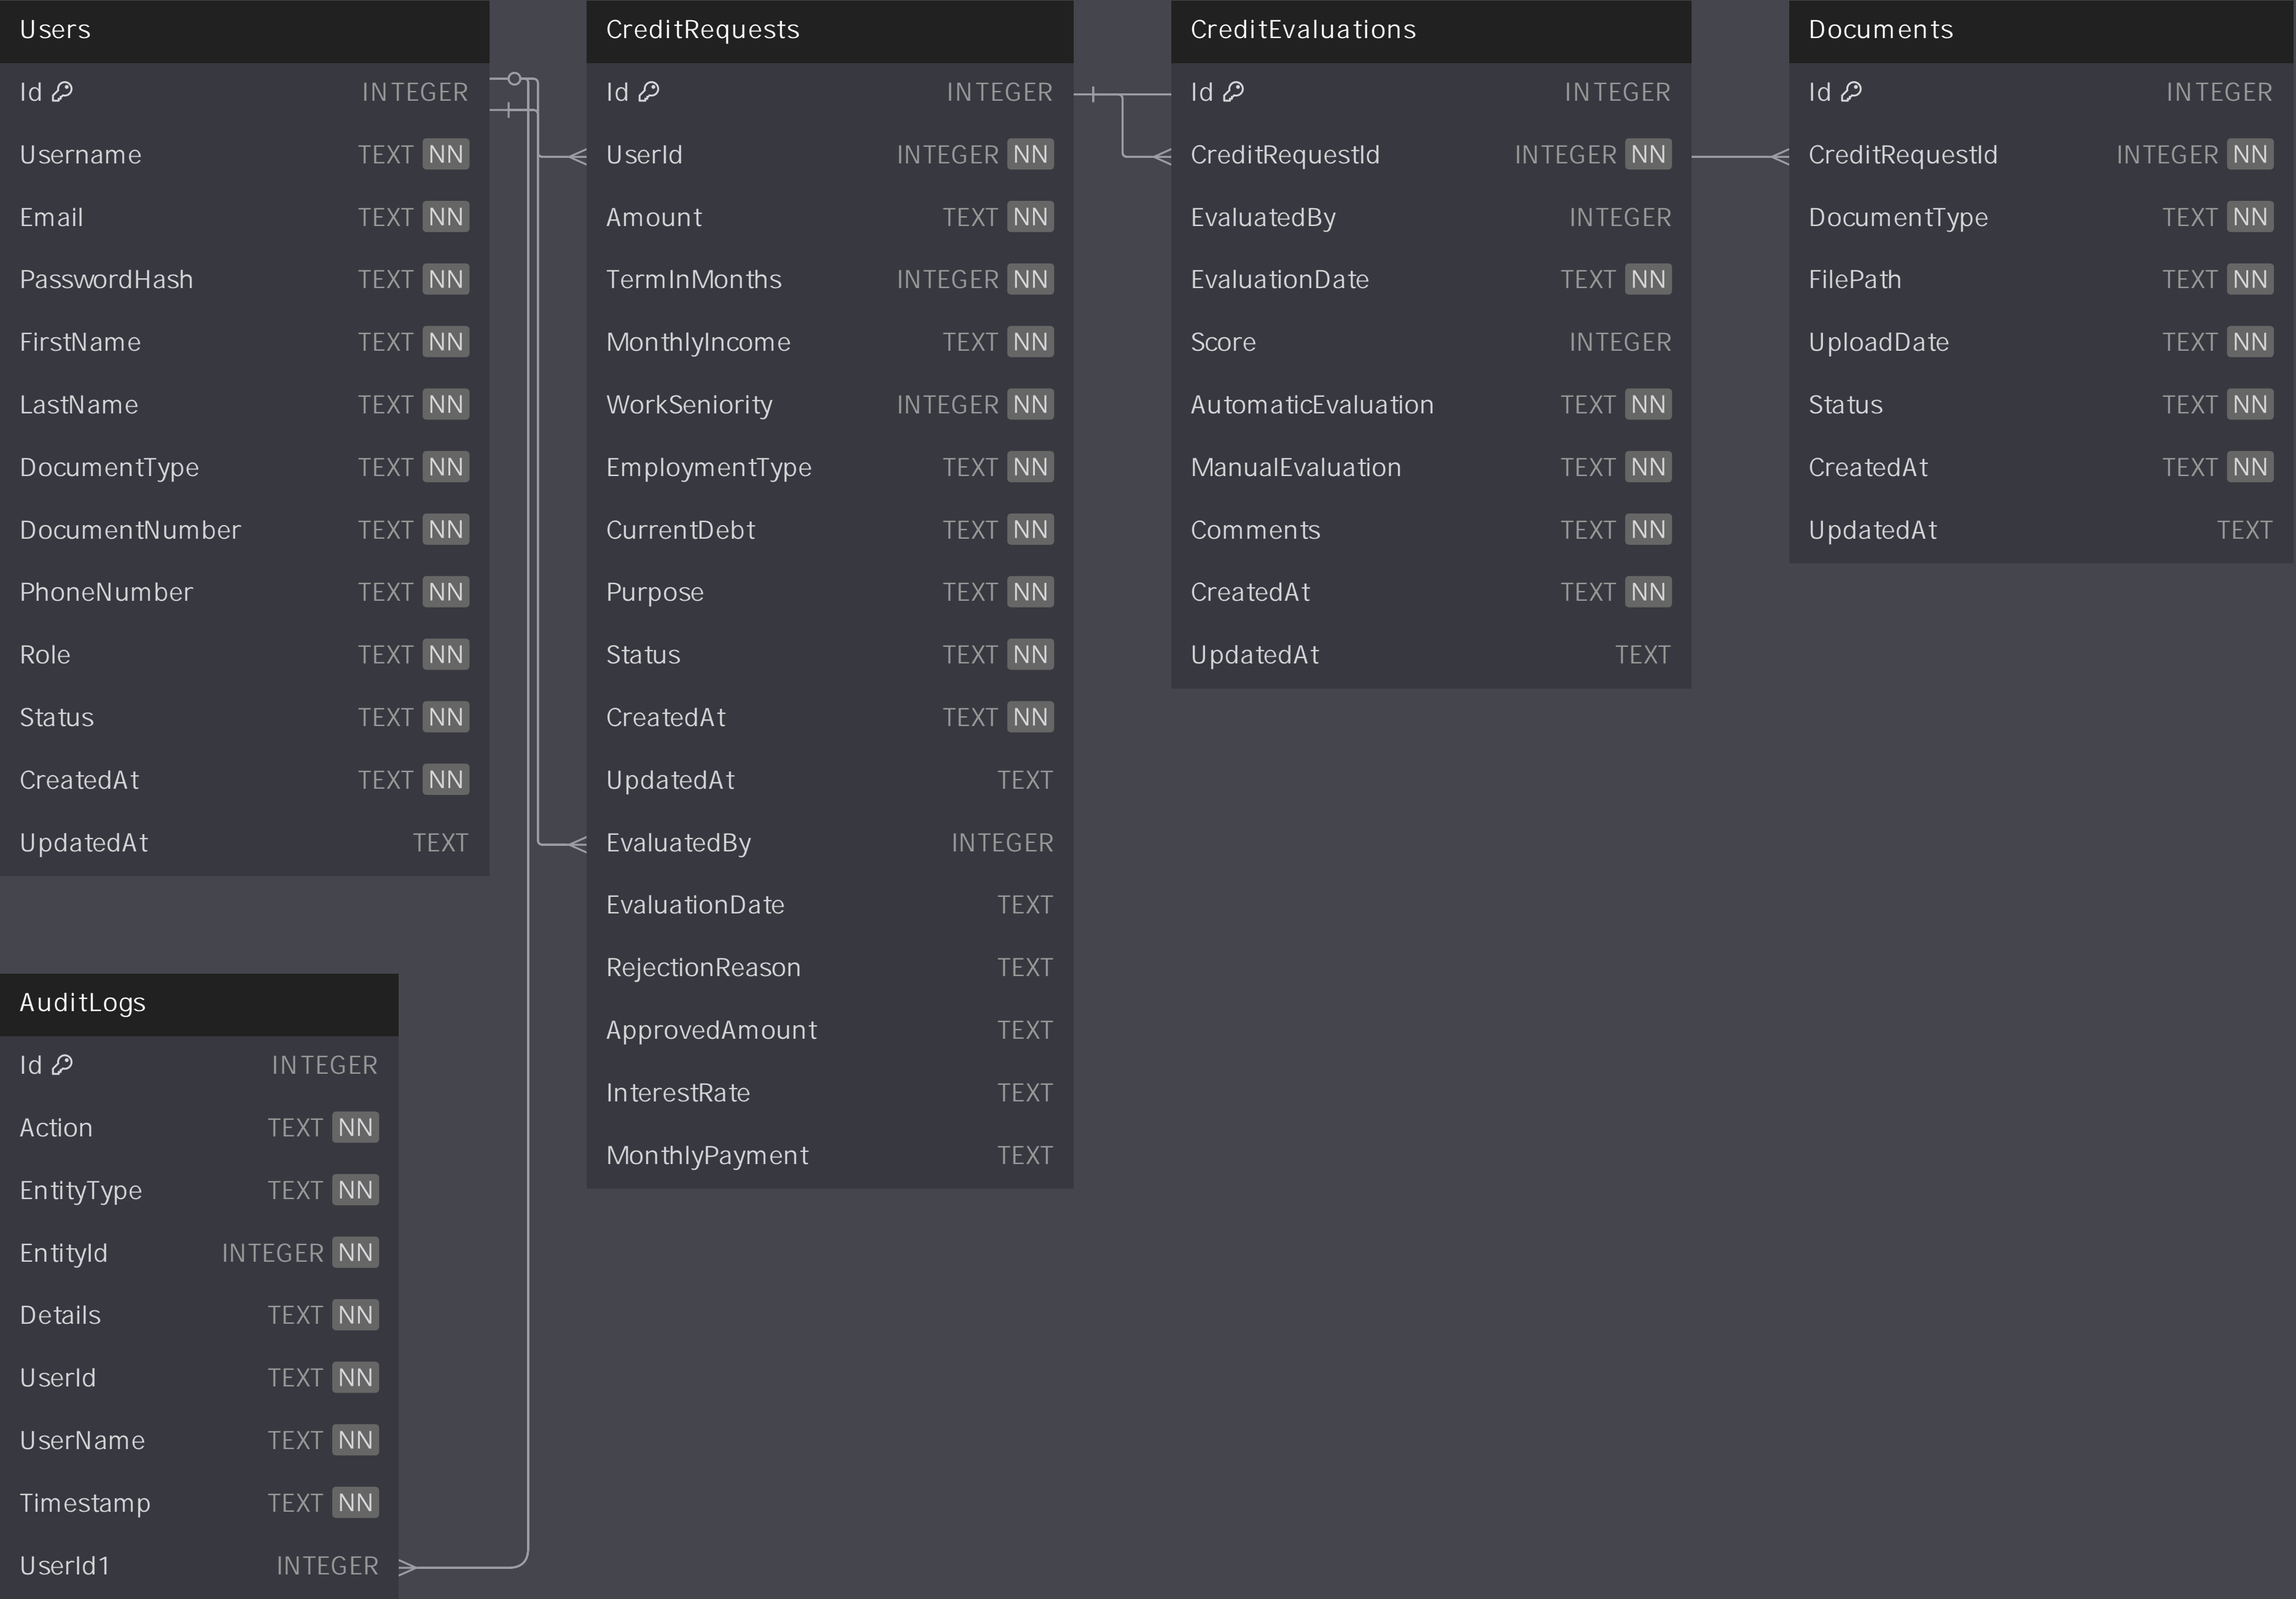 Users
Id INTEGER
Username TEXT NN
Email TEXT NN
PasswordHash TEXT NN
FirstName TEXT NN
LastName TEXT NN
DocumentType TEXT NN
DocumentNumber TEXT NN
PhoneNumber TEXT NN
Role TEXT NN
Status TEXT NN
CreatedAt TEXT NN
UpdatedAt TEXT
AuditLogs
Id INTEGER
Action TEXT NN
EntityType TEXT NN
EntityId INTEGER NN
Details TEXT NN
UserId TEXT NN
UserName TEXT NN
Timestamp TEXT NN
UserId1 INTEGER
CreditRequests
Id INTEGER
UserId INTEGER NN
Amount TEXT NN
TermInMonths INTEGER NN
MonthlyIncome TEXT NN
WorkSeniority INTEGER NN
EmploymentType TEXT NN
CurrentDebt TEXT NN
Purpose TEXT NN
Status TEXT NN
CreatedAt TEXT NN
UpdatedAt TEXT
EvaluatedBy INTEGER
EvaluationDate TEXT
RejectionReason TEXT
ApprovedAmount TEXT
InterestRate TEXT
MonthlyPayment TEXT
CreditEvaluations
Id INTEGER
CreditRequestId INTEGER NN
EvaluatedBy INTEGER
EvaluationDate TEXT NN
Score INTEGER
AutomaticEvaluation TEXT NN
ManualEvaluation TEXT NN
Comments TEXT NN
CreatedAt TEXT NN
UpdatedAt TEXT
Documents
Id INTEGER
CreditRequestId INTEGER NN
DocumentType TEXT NN
FilePath TEXT NN
UploadDate TEXT NN
Status TEXT NN
CreatedAt TEXT NN
UpdatedAt TEXT